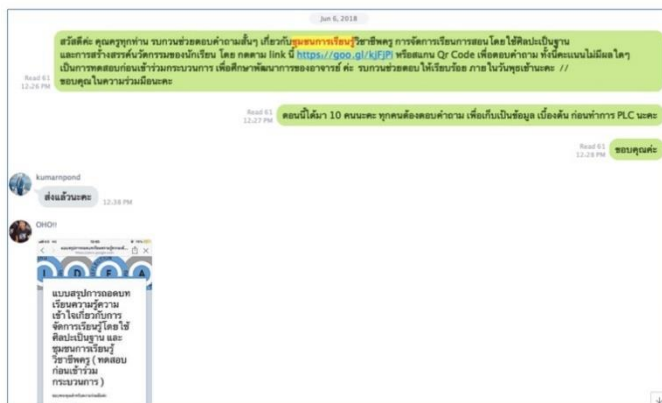 Jun 6, 2018
สวัสดีค่ะ คุณครูทุกท่าน รบกวนช่วยตอบคำถามสั้นๆ เกี่ยวกับชุมชนการเรียนรู้วิชาชีพครู การจัดการเรียนการสอนโดยใช้ศิลปะเป็นฐาน
และการสร้างสรรค์นวัตกรรมของนักเรียน โดย กดตาม link นี้ https://goo.gl/kjFJPi หรือสแกน Qr Code เพื่อตอบคำถาม ทั้งนี้คะแนนไม่มีผลใดๆ
เป็นการทดสอบก่อนเข้าร่วมกระบวนการ เพื่อศึกษาพัฒนาการของอาจารย์ ค่ะ รบกวนช่วยตอบให้เรียบร้อย ภายในวันพุธเช้านะคะ //
ขอบคุณในความร่วมมือนะคะ
Read 61
12:26 PM
ตอนนี้ได้มา 10 คนนะคะ ทุกคนต้องตอบคำถาม เพื่อเก็บเป็นข้อมูล เบื้องต้น ก่อนทำการ PLC นะคะ
Read 61
12:27 PM
ขอบคุณค่ะ
Read 61
12:28 PM
kumarnpond
ส่งแล้วนะคะ
12:38 PM
OHO!!
I D E A
แบบสรุปการถอดบท
เรียนความรู้ความ
เข้าใจเกี่ยวกับการ
จัดการเรียนรู้โดยใช้
ศิลปะเป็นฐาน และ
ชุมชนการเรียนรู้
วิชาชีพครู ( ทดสอบ
ก่อนเข้าร่วม
กระบวนการ )